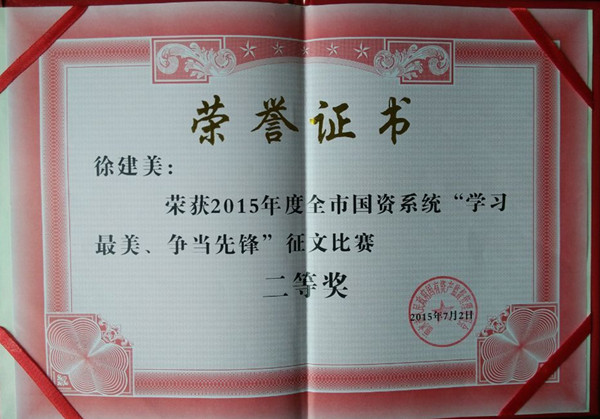 荣誉证书
徐建美：
荣获2015年度全市国资系统“学习
最美、争当先锋”征文比赛
二等奖
2015年7月2日